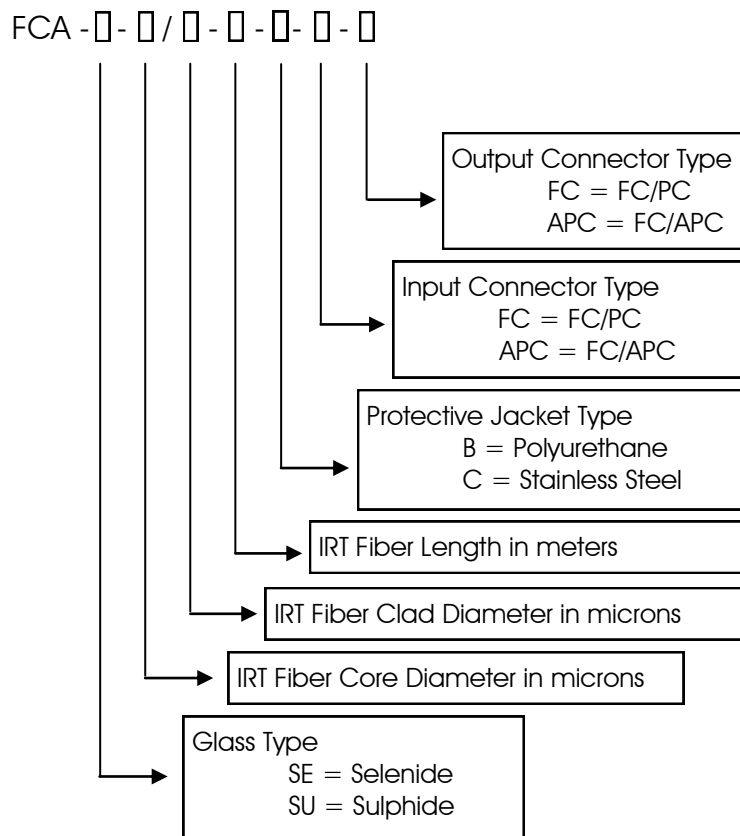 FCA -▯- ▯ / ▯ - ▯ - ▯- ▯ - ▯
Output Connector Type
FC = FC/PC
APC = FC/APC
Input Connector Type
FC = FC/PC
APC = FC/APC
Protective Jacket Type
B = Polyurethane
C = Stainless Steel
IRT Fiber Length in meters
IRT Fiber Clad Diameter in microns
IRT Fiber Core Diameter in microns
Glass Type
SE = Selenide
SU = Sulphide